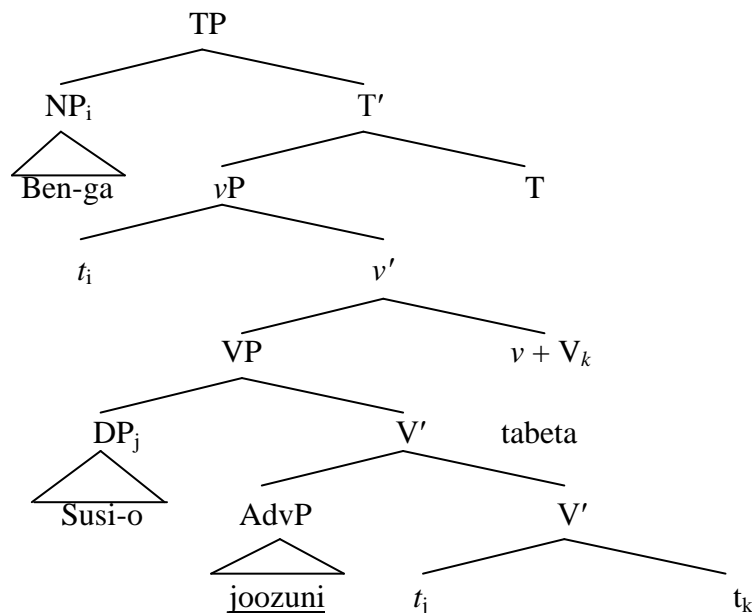 TP
NPi T′
Ben-ga vP T
ti v′
VP v + Vk
DPj V′ tabeta
Susi-o AdvP V′
joozuni tj tk